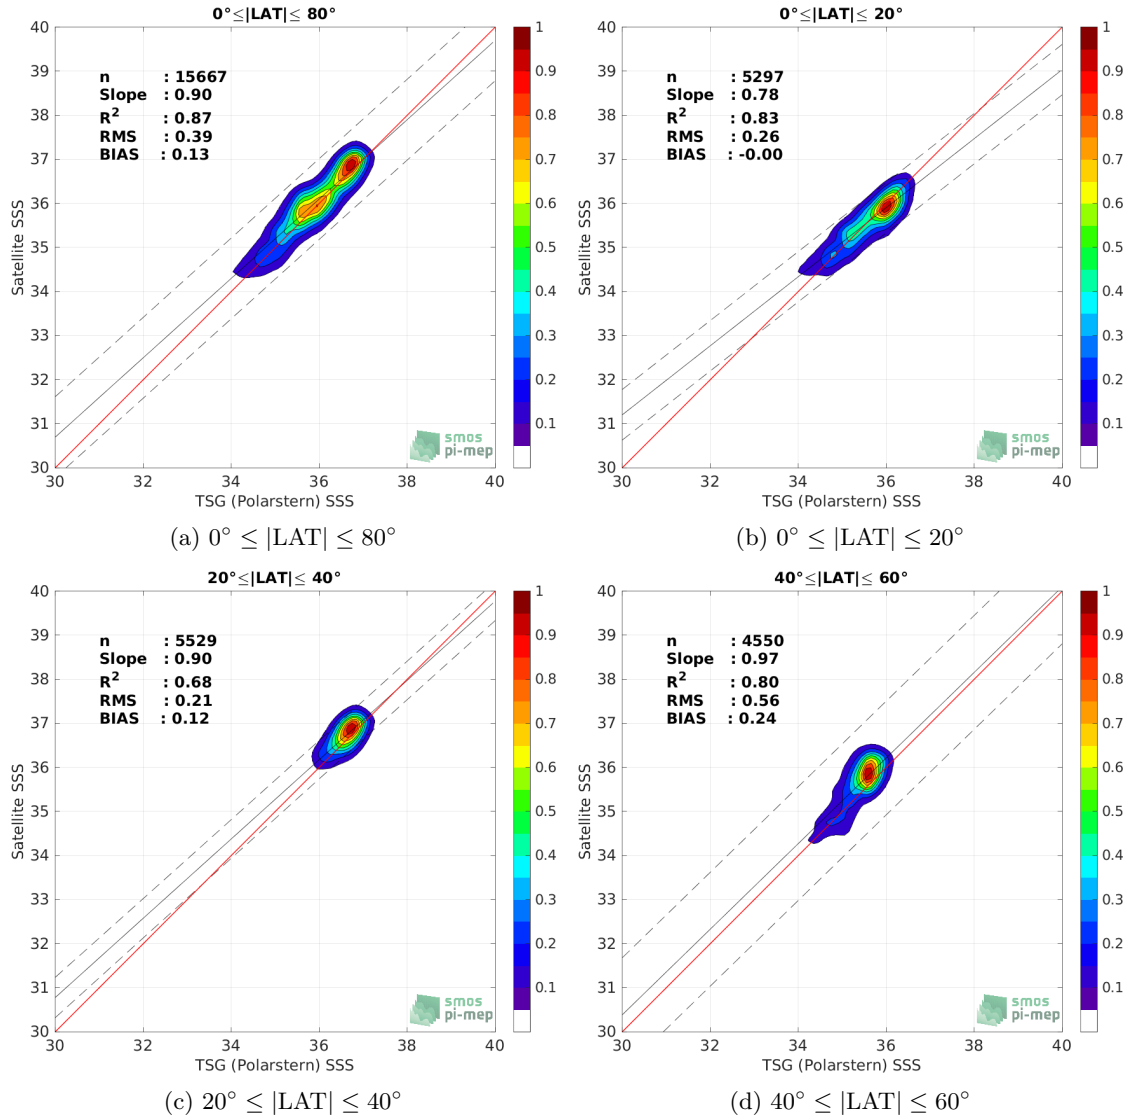 0°≤|LAT|≤ 80°
n : 15667
Slope : 0.90
R² : 0.87
RMS : 0.39
BIAS : 0.13
Satellite SSS
40
39
38
37
36
35
34
33
32
31
30
30 32 34 36 38 40
TSG (Polarstern) SSS
1
0.9
0.8
0.7
0.6
0.5
0.4
0.3
0.2
0.1
smos
pi-mep
(a) 0° ≤ |LAT| ≤ 80°
0°≤|LAT|≤ 20°
n : 5297
Slope : 0.78
R² : 0.83
RMS : 0.26
BIAS : -0.00
Satellite SSS
40
39
38
37
36
35
34
33
32
31
30
30 32 34 36 38 40
TSG (Polarstern) SSS
1
0.9
0.8
0.7
0.6
0.5
0.4
0.3
0.2
0.1
smos
pi-mep
(b) 0° ≤ |LAT| ≤ 20°
20°≤|LAT|≤ 40°
n : 5529
Slope : 0.90
R² : 0.68
RMS : 0.21
BIAS : 0.12
Satellite SSS
40
39
38
37
36
35
34
33
32
31
30
30 32 34 36 38 40
TSG (Polarstern) SSS
1
0.9
0.8
0.7
0.6
0.5
0.4
0.3
0.2
0.1
smos
pi-mep
(c) 20° ≤ |LAT| ≤ 40°
40°≤|LAT|≤ 60°
n : 4550
Slope : 0.97
R² : 0.80
RMS : 0.56
BIAS : 0.24
Satellite SSS
40
39
38
37
36
35
34
33
32
31
30
30 32 34 36 38 40
TSG (Polarstern) SSS
1
0.9
0.8
0.7
0.6
0.5
0.4
0.3
0.2
0.1
smos
pi-mep
(d) 40° ≤ |LAT| ≤ 60°